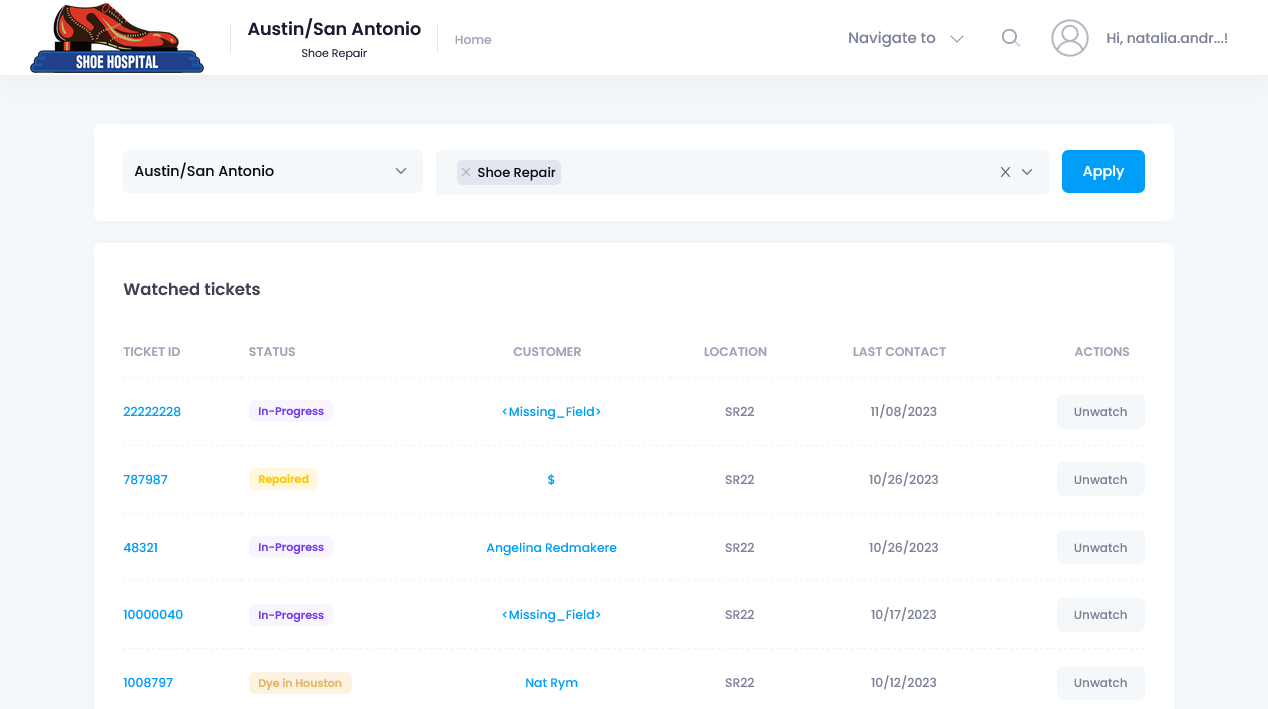 SHOE HOSPITAL
Austin/San Antonio
Shoe Repair
Home
Navigate to
Hi, natalia.andr...!
Austin/San Antonio
Shoe Repair
Apply
Watched tickets
TICKET ID STATUS CUSTOMER LOCATION LAST CONTACT ACTIONS
22222228 In-Progress <Missing_Field> SR22 11/08/2023 Unwatch
787987 Repaired $ SR22 10/26/2023 Unwatch
48321 In-Progress Angelina Redmakere SR22 10/26/2023 Unwatch
10000040 In-Progress <Missing_Field> SR22 10/17/2023 Unwatch
1008797 Dye in Houston Nat Rym SR22 10/12/2023 Unwatch